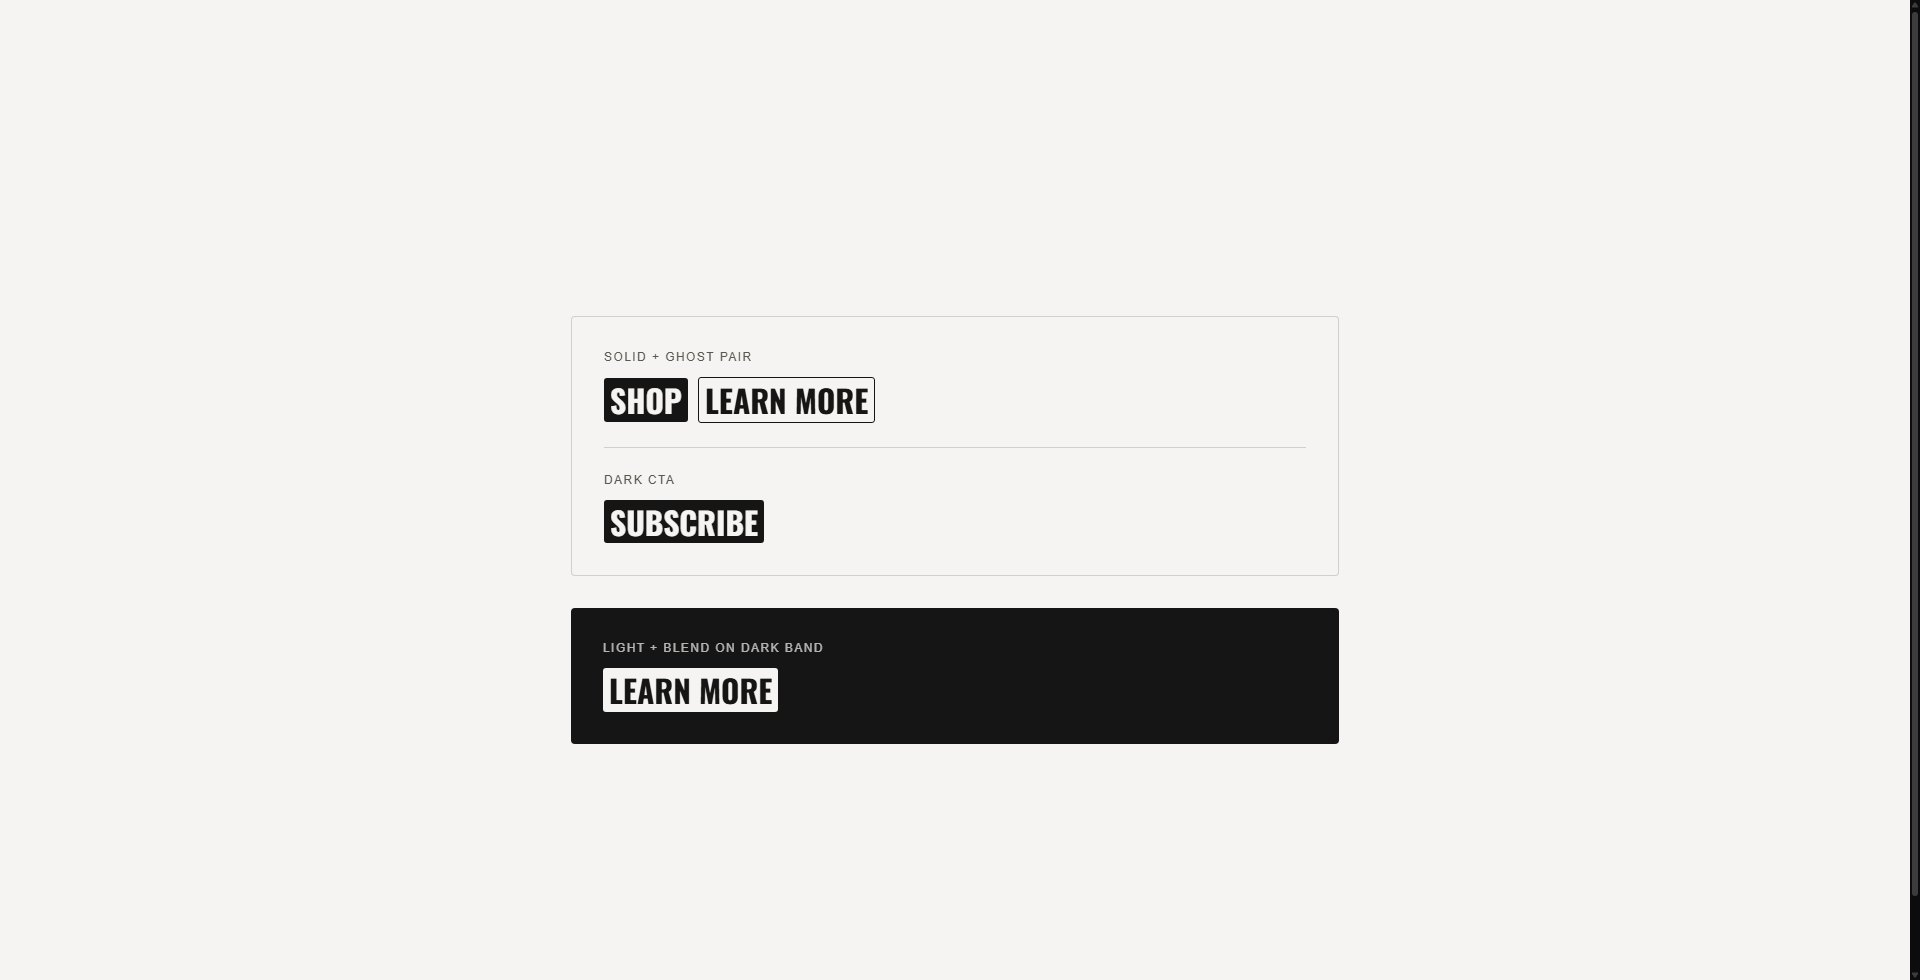 SOLID + GHOST PAIR
SHOP LEARN MORE
DARK CTA
SUBSCRIBE
LIGHT + BLEND ON DARK BAND
LEARN MORE